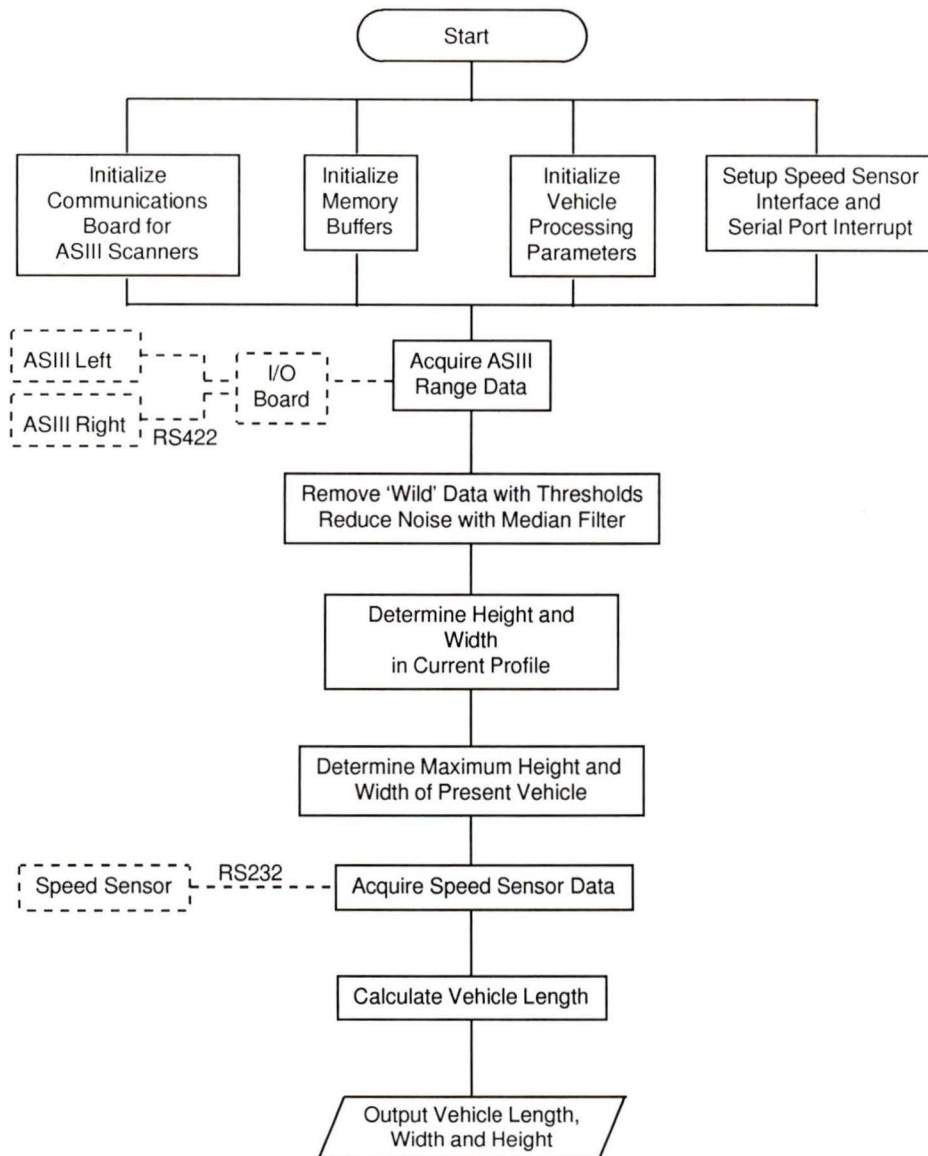 Start
Initialize
Communications
Board for
ASIII Scanners
Initialize
Memory
Buffers
Initialize
Vehicle
Processing
Parameters
Setup Speed Sensor
Interface and
Serial Port Interrupt
ASIII Left
ASIII Right
RS422
I/O
Board
Acquire ASIII
Range Data
Remove ‘Wild’ Data with Thresholds
Reduce Noise with Median Filter
Determine Height and
Width
in Current Profile
Determine Maximum Height and
Width of Present Vehicle
Speed Sensor
RS232
Acquire Speed Sensor Data
Calculate Vehicle Length
Output Vehicle Length,
Width and Height